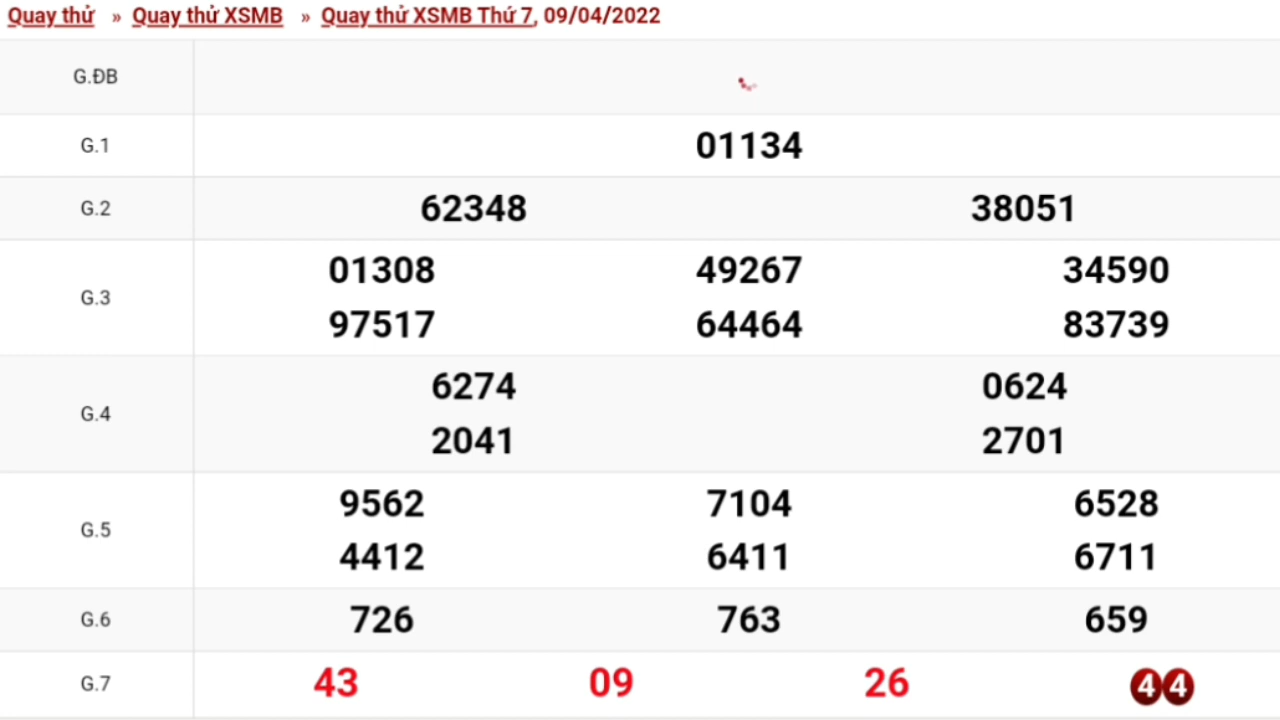 Quay thử » Quay thử XSMB » Quay thử XSMB Thứ 7, 09/04/2022
G.ĐB
G.1 01134
G.2 62348 38051
G.3 01308 49267 34590
97517 64464 83739
G.4 6274 0624
2041 2701
G.5 9562 7104 6528
4412 6411 6711
G.6 726 763 659
G.7 43 09 26 44